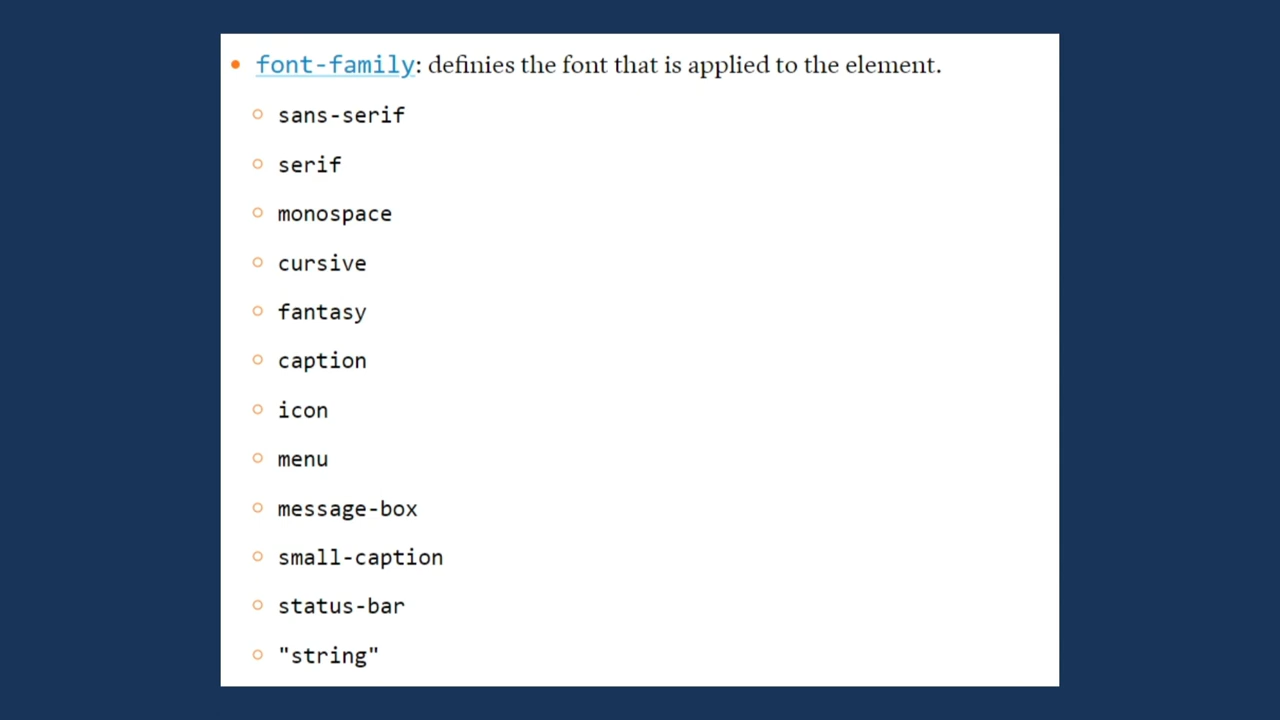 font-family: definies the font that is applied to the element.
sans-serif
serif
monospace
cursive
fantasy
caption
icon
menu
message-box
small-caption
status-bar
"string"